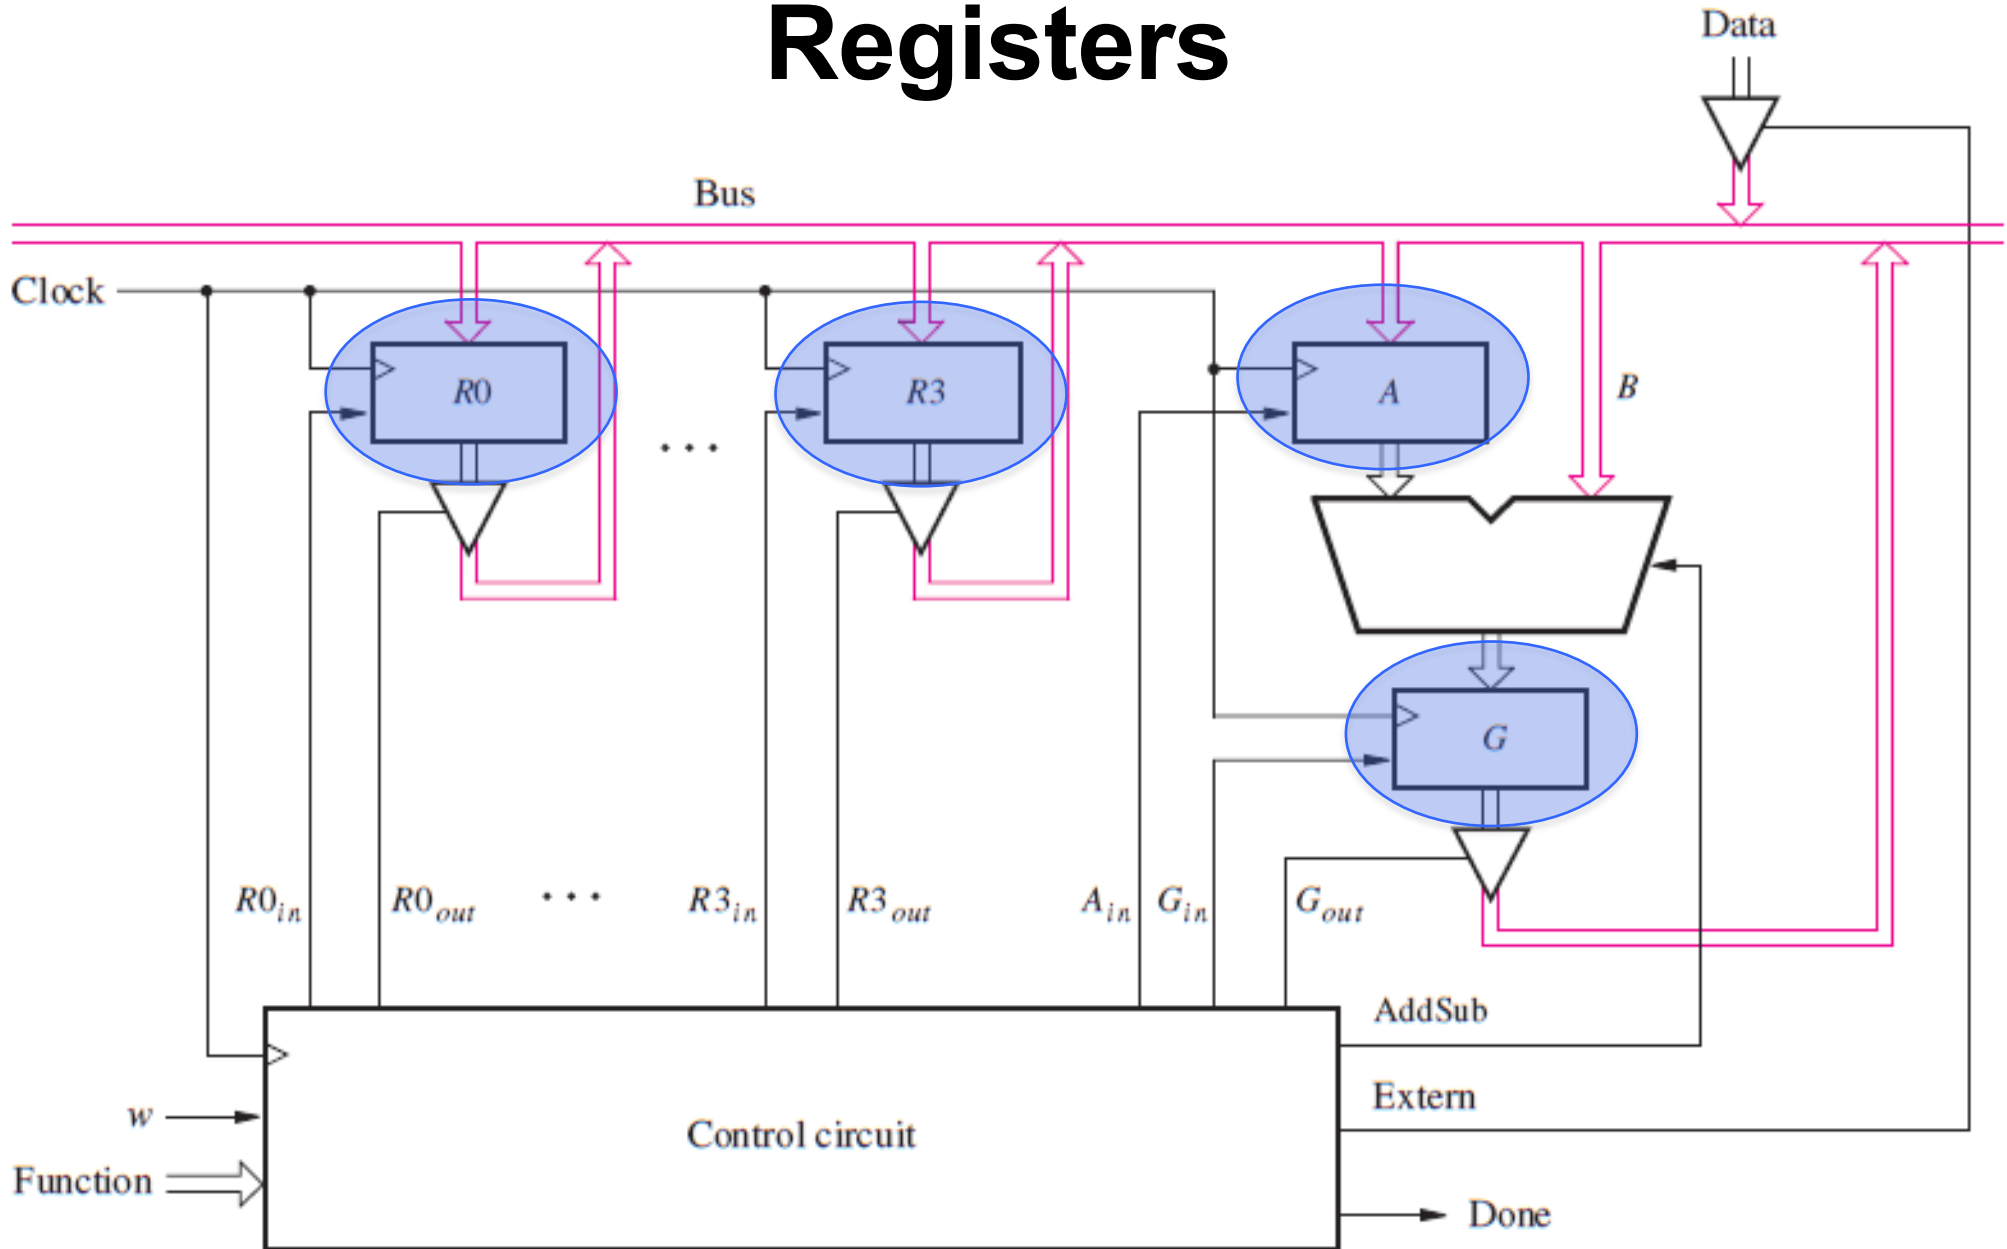 Registers
Data
Bus
Clock
R0
R3
A
B
. . .
G
R0in
R0out
. . .
R3in
R3out
Ain
Gin
Gout
AddSub
Extern
w
Control circuit
Function
Done